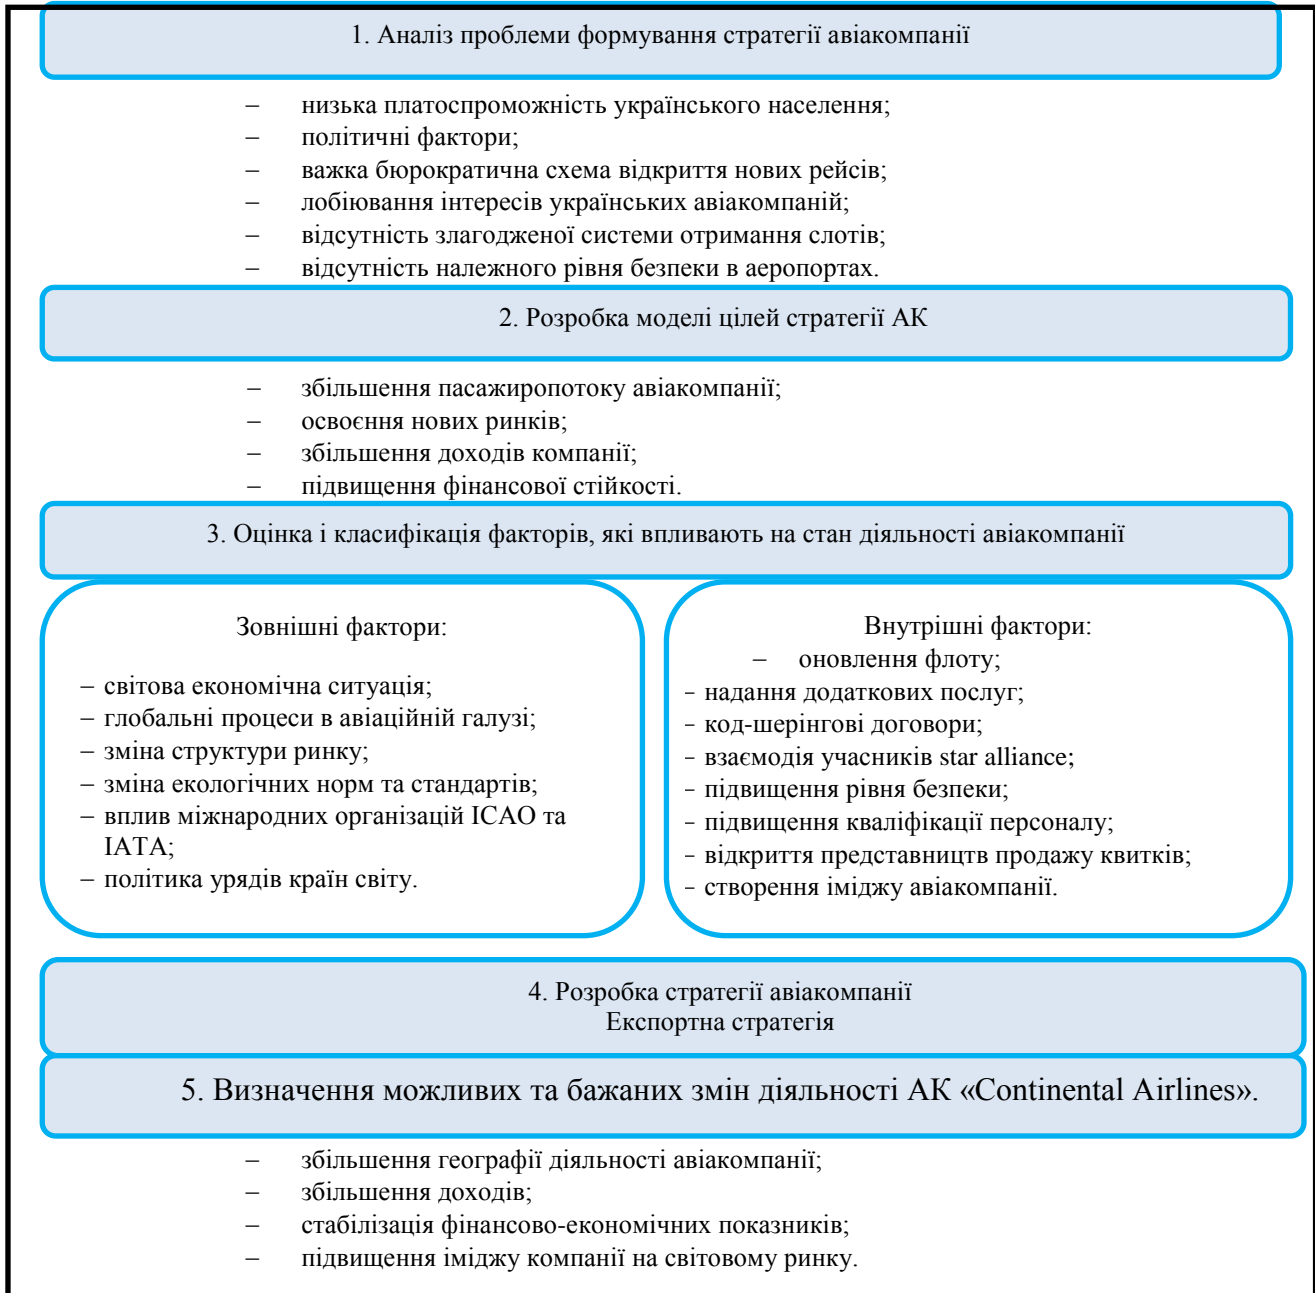 1. Аналіз проблеми формування стратегії авіакомпанії
– низька платоспроможність українського населення;
– політичні фактори;
– важка бюрократична схема відкриття нових рейсів;
– лобіювання інтересів українських авіакомпаній;
– відсутність злагодженої системи отримання слотів;
– відсутність належного рівня безпеки в аеропортах.
2. Розробка моделі цілей стратегії АК
– збільшення пасажиропотоку авіакомпанії;
– освоєння нових ринків;
– збільшення доходів компанії;
– підвищення фінансової стійкості.
3. Оцінка і класифікація факторів, які впливають на стан діяльності авіакомпанії
Зовнішні фактори:
– світова економічна ситуація;
– глобальні процеси в авіаційній галузі;
– зміна структури ринку;
– зміна екологічних норм та стандартів;
– вплив міжнародних організацій ІСАО та
ІАТА;
– політика урядів країн світу.
Внутрішні фактори:
– оновлення флоту;
- надання додаткових послуг;
- код-шерінгові договори;
- взаємодія учасників star alliance;
- підвищення рівня безпеки;
- підвищення кваліфікації персоналу;
- відкриття представництв продажу квитків;
- створення іміджу авіакомпанії.
4. Розробка стратегії авіакомпанії
Експортна стратегія
5. Визначення можливих та бажаних змін діяльності АК «Continental Airlines».
– збільшення географії діяльності авіакомпанії;
– збільшення доходів;
– стабілізація фінансово-економічних показників;
– підвищення іміджу компанії на світовому ринку.